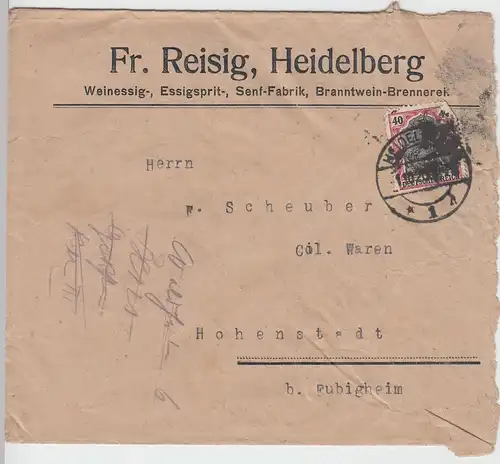 Fr. Reisig, Heidelberg
Weinessig-, Essigsprit-, Senf-Fabrik, Branntwein-Brennerei
40
HEIDEL
DEUTSCHES REICH
* 1
Herrn
F. Scheuber
Col. Waren
Hohenstadt
b. Eubigheim
6